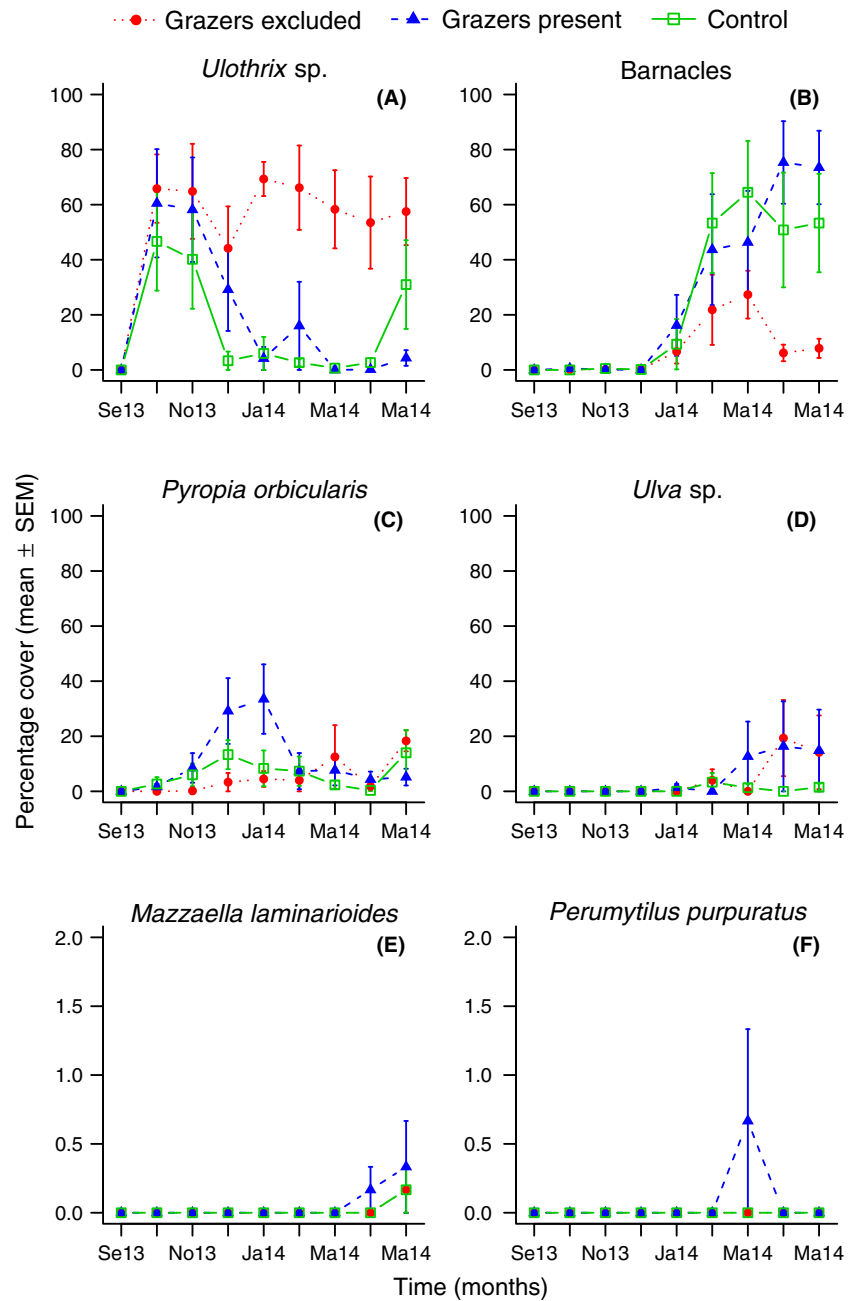 Grazers excluded Grazers present Control
Ulothrix sp.
(A)
100
80
60
40
20
0
Se13 No13 Ja14 Ma14 Ma14
Barnacles
(B)
100
80
60
40
20
0
Se13 No13 Ja14 Ma14 Ma14
Percentage cover (mean ± SEM)
Pyropia orbicularis
(C)
100
80
60
40
20
0
Se13 No13 Ja14 Ma14 Ma14
Ulva sp.
(D)
100
80
60
40
20
0
Se13 No13 Ja14 Ma14 Ma14
Mazzaella laminarioides
(E)
2.0
1.5
1.0
0.5
0.0
Se13 No13 Ja14 Ma14 Ma14
Perumytilus purpuratus
(F)
2.0
1.5
1.0
0.5
0.0
Se13 No13 Ja14 Ma14 Ma14
Time (months)